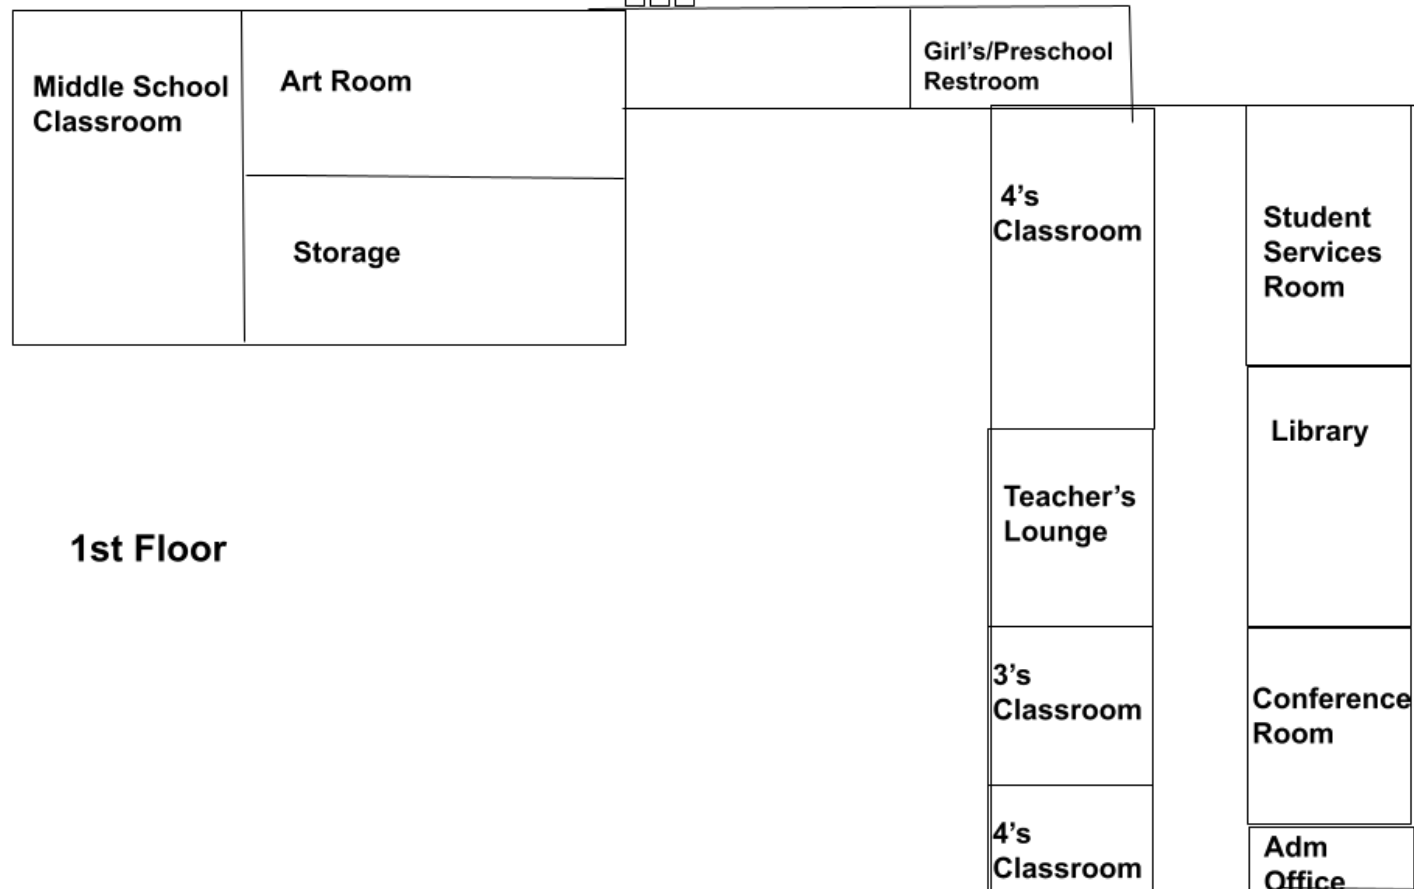 Middle School
Classroom
Art Room
Storage
Girl's/Preschool
Restroom
4's
Classroom
Student
Services
Room
Library
Teacher's
Lounge
1st Floor
3's
Classroom
Conference
Room
4's
Classroom
Adm
Office